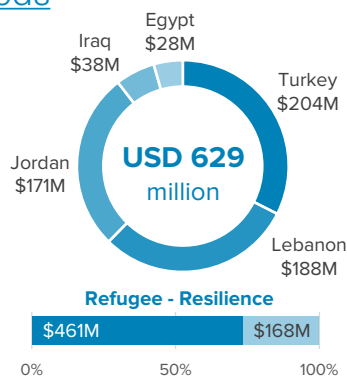 Egypt
$28M
Iraq
$38M
Turkey
$204M
USD 629
million
Jordan
$171M
Lebanon
$188M
Refugee - Resilience
$461M $168M
0% 50% 100%